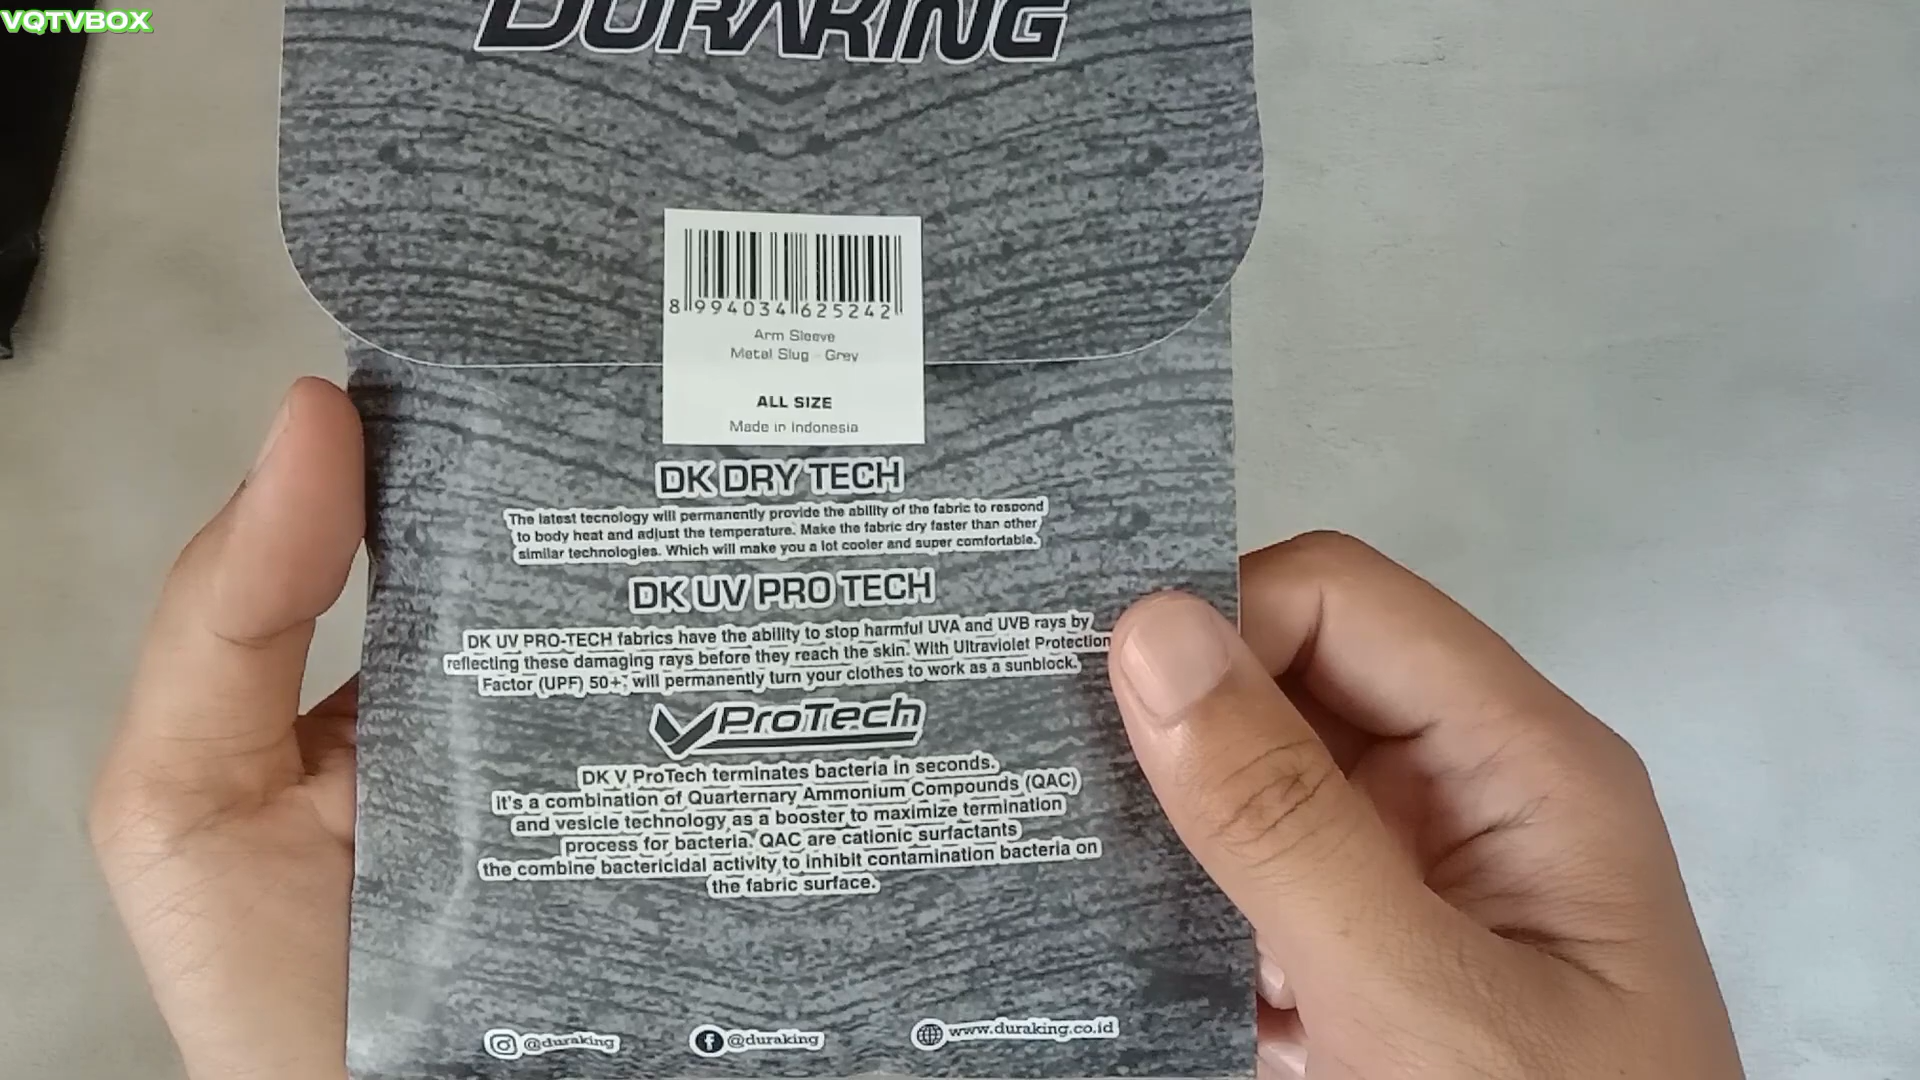 VQTVBOX
DURAKING
8 994034 625242
Arm Sleeve
Metal Slug - Grey
ALL SIZE
Made in Indonesia
DK DRY TECH
The latest tecnology will permanently provide the ability of the fabric to respond
to body heat and adjust the temperature. Make the fabric dry faster than other
similar technologies. Which will make you a lot cooler and super comfortable.
DK UV PRO TECH
DK UV PRO-TECH fabrics have the ability to stop harmful UVA and UVB rays by
reflecting these damaging rays before they reach the skin. With Ultraviolet Protection
Factor (UPF) 50+, will permanently turn your clothes to work as a sunblock.
V ProTech
DK V ProTech terminates bacteria in seconds.
it's a combination of Quarternary Ammonium Compounds (QAC)
and vesicle technology as a booster to maximize termination
process for bacteria. QAC are cationic surfactants
the combine bactericidal activity to inhibit contamination bacteria on
the fabric surface.
@duraking @duraking www.duraking.co.id